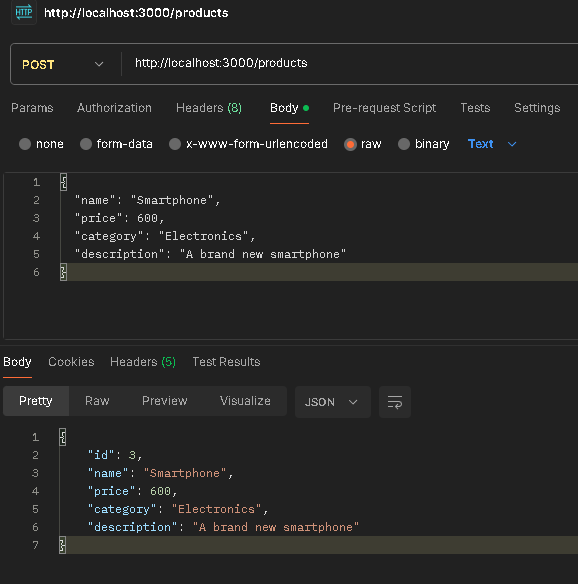 HTTP http://localhost:3000/products
POST http://localhost:3000/products
Params Authorization Headers (8) Body Pre-request Script Tests Settings
none form-data x-www-form-urlencoded raw binary Text
1 {
2 "name": "Smartphone",
3 "price": 600,
4 "category": "Electronics",
5 "description": "A brand new smartphone"
6 }
Body Cookies Headers (5) Test Results
Pretty Raw Preview Visualize JSON
1 {
2 "id": 3,
3 "name": "Smartphone",
4 "price": 600,
5 "category": "Electronics",
6 "description": "A brand new smartphone"
7 }